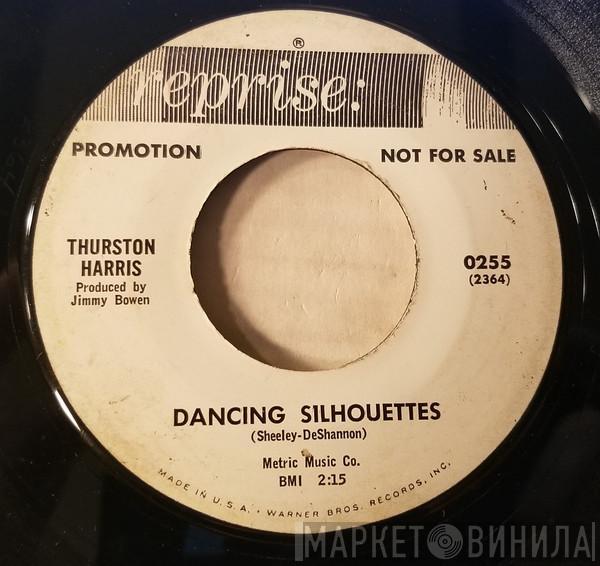 ®
reprise:
PROMOTION
NOT FOR SALE
THURSTON
HARRIS
Produced by
Jimmy Bowen
0255
(2364)
DANCING SILHOUETTES
(Sheeley-DeShannon)
Metric Music Co.
BMI 2:15
MADE IN U.S.A. • WARNER BROS. RECORDS, INC.
МАРКЕТ ВИНИЛА